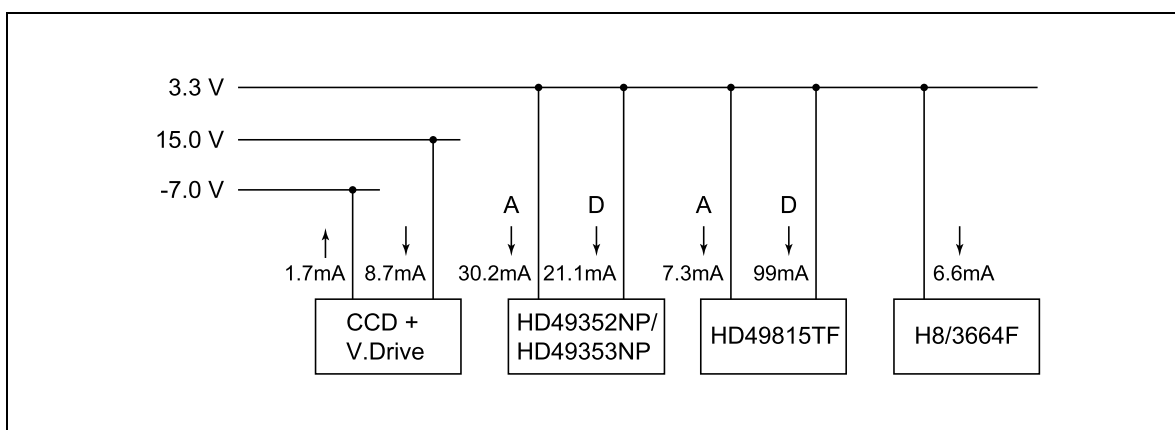 3.3 V
15.0 V
-7.0 V
A D A D
1.7mA 8.7mA 30.2mA 21.1mA 7.3mA 99mA 6.6mA
CCD +
V.Drive
HD49352NP/
HD49353NP
HD49815TF
H8/3664F